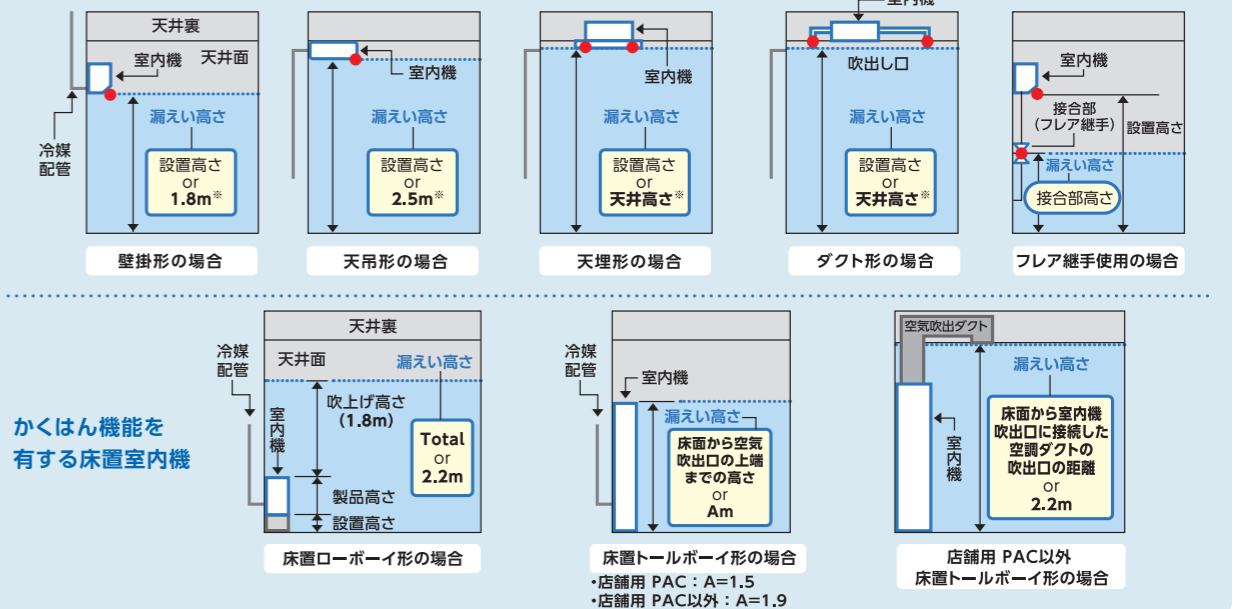 天井裏
天井面
室内機
冷媒
配管
漏えい高さ
設置高さ
or
1.8m※
壁掛形の場合
室内機
漏えい高さ
設置高さ
or
2.5m※
天吊形の場合
室内機
漏えい高さ
設置高さ
or
天井高さ※
天埋形の場合
室内機
吹出し口
漏えい高さ
設置高さ
or
天井高さ※
ダクト形の場合
室内機
接合部
(フレア継手)
設置高さ
漏えい高さ
接合部高さ
フレア継手使用の場合
かくはん機能を
有する床置室内機
天井裏
冷媒
配管
天井面
漏えい高さ
吹上げ高さ
(1.8m)
室内機
Total
or
2.2m
製品高さ
設置高さ
床置ローボーイ形の場合
冷媒
配管
室内機
漏えい高さ
床面から空気
吹出口の上端
までの高さ
or
Am
床置トールボーイ形の場合
・店舗用 PAC：A=1.5
・店舗用 PAC以外：A=1.9
空気吹出ダクト
漏えい高さ
床面から室内機
吹出口に接続した
空調ダクトの
吹出口の距離
or
2.2m
室内機
店舗用 PAC以外
床置トールボーイ形の場合